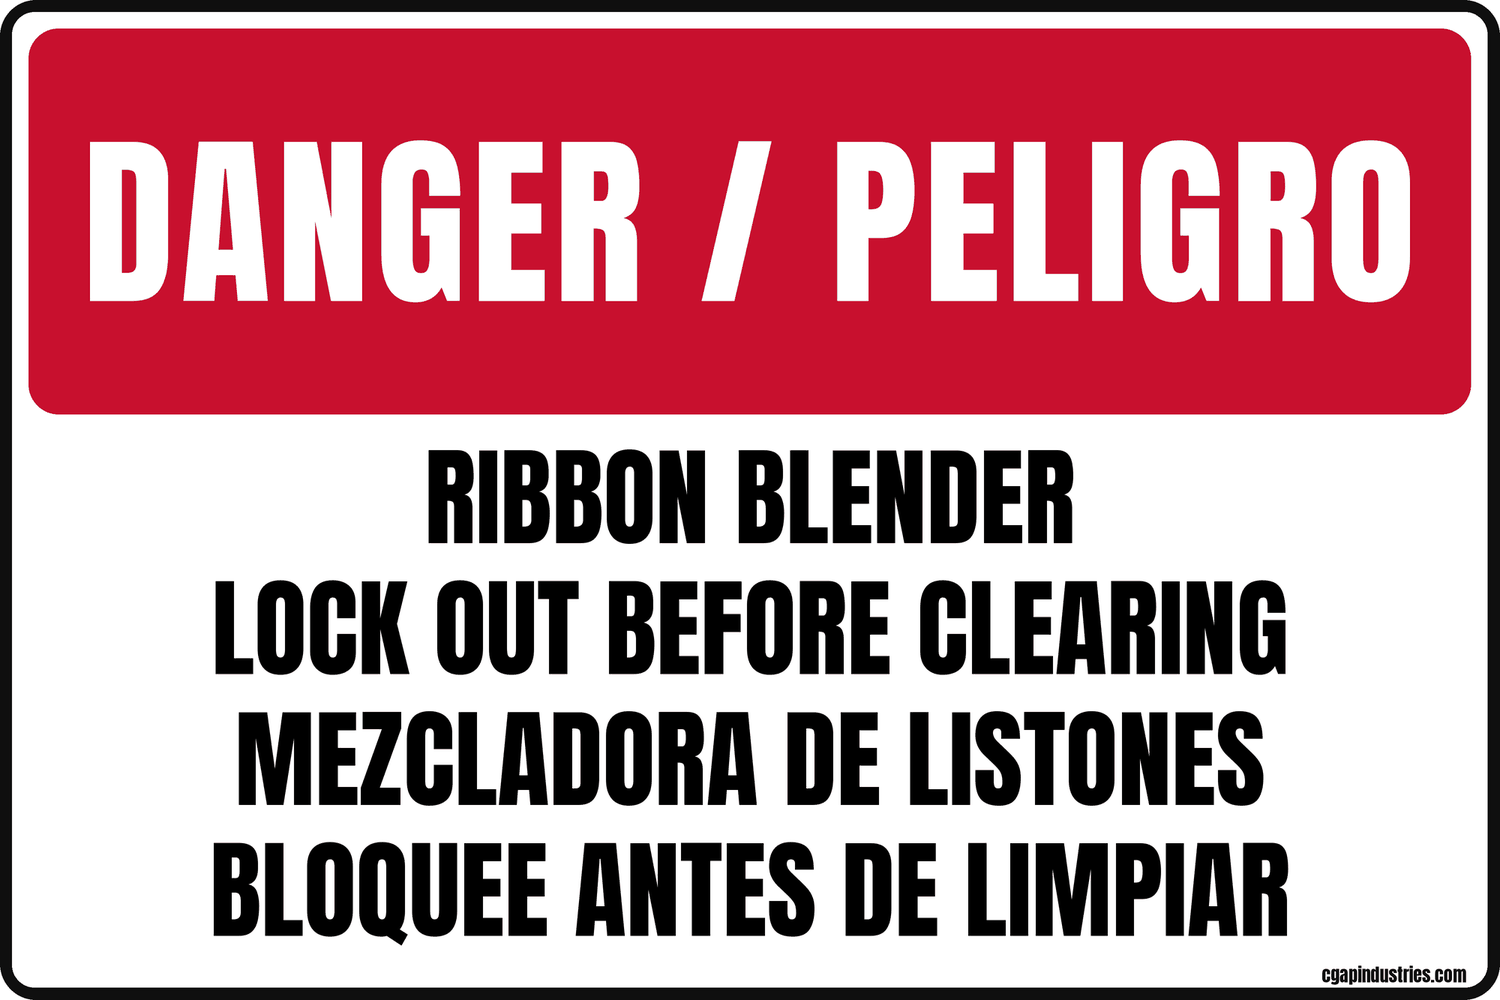 DANGER / PELIGRO
RIBBON BLENDER
LOCK OUT BEFORE CLEARING
MEZCLADORA DE LISTONES
BLOQUEE ANTES DE LIMPIAR
cgapindustries.com